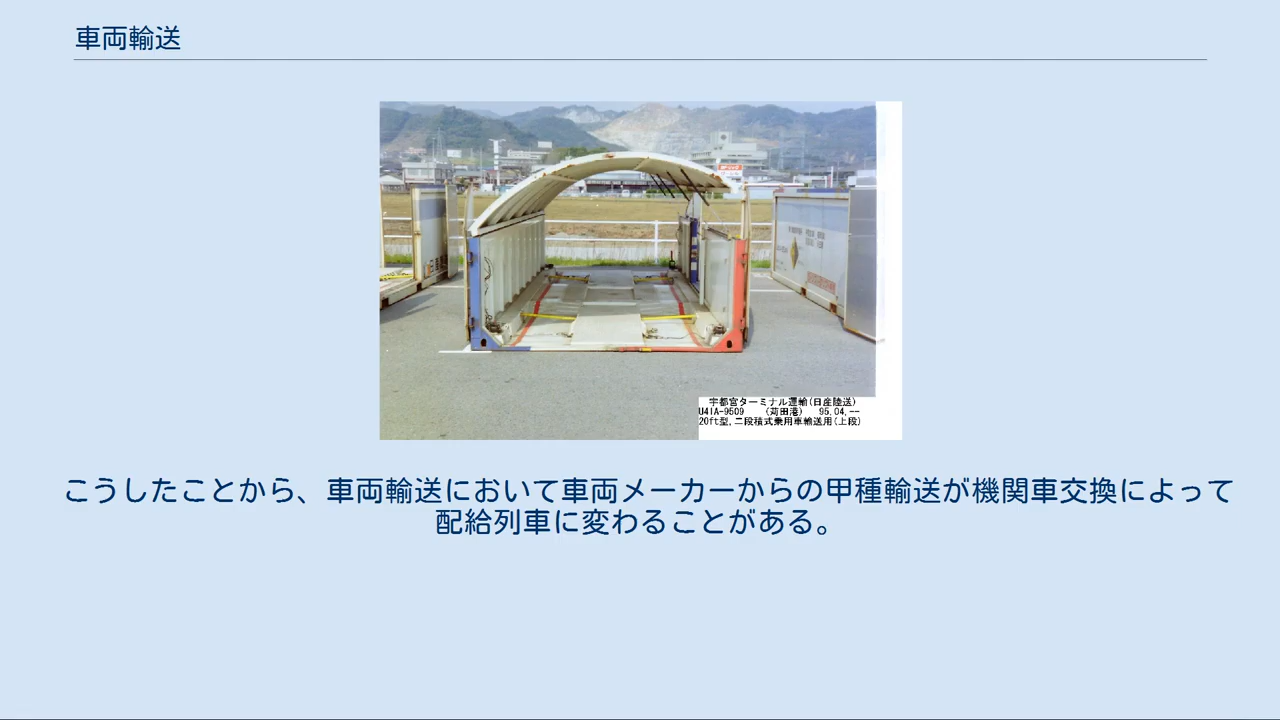 車両輸送
宇都宮ターミナル運輸(日産陸送)
U41A-9509 (苅田港) 95.04.--
20ft型,二段積式乗用車輸送用(上段)
こうしたことから、車両輸送において車両メーカーからの甲種輸送が機関車交換によって
配給列車に変わることがある。